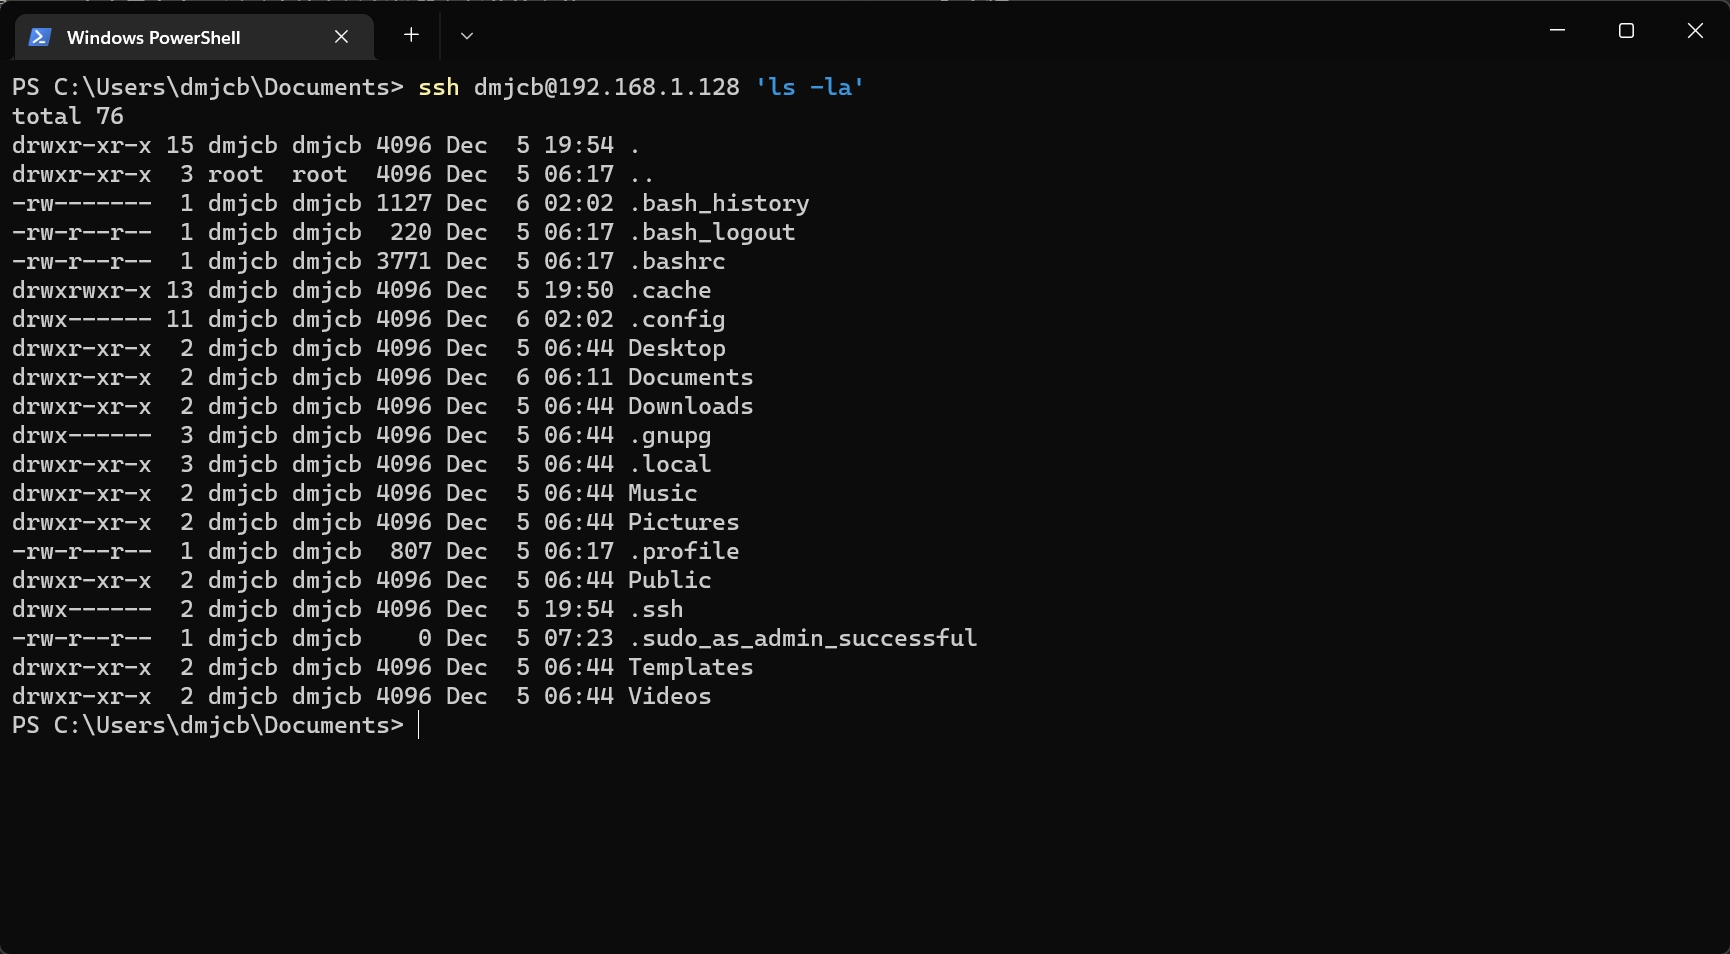 Windows PowerShell
PS C:\Users\dmjcb\Documents> ssh dmjcb@192.168.1.128 'ls -la'
total 76
drwxr-xr-x 15 dmjcb dmjcb 4096 Dec  5 19:54 .
drwxr-xr-x  3 root  root  4096 Dec  5 06:17 ..
-rw-------  1 dmjcb dmjcb 1127 Dec  6 02:02 .bash_history
-rw-r--r--  1 dmjcb dmjcb  220 Dec  5 06:17 .bash_logout
-rw-r--r--  1 dmjcb dmjcb 3771 Dec  5 06:17 .bashrc
drwxrwxr-x 13 dmjcb dmjcb 4096 Dec  5 19:50 .cache
drwx------ 11 dmjcb dmjcb 4096 Dec  6 02:02 .config
drwxr-xr-x  2 dmjcb dmjcb 4096 Dec  5 06:44 Desktop
drwxr-xr-x  2 dmjcb dmjcb 4096 Dec  6 06:11 Documents
drwxr-xr-x  2 dmjcb dmjcb 4096 Dec  5 06:44 Downloads
drwx------  3 dmjcb dmjcb 4096 Dec  5 06:44 .gnupg
drwxr-xr-x  3 dmjcb dmjcb 4096 Dec  5 06:44 .local
drwxr-xr-x  2 dmjcb dmjcb 4096 Dec  5 06:44 Music
drwxr-xr-x  2 dmjcb dmjcb 4096 Dec  5 06:44 Pictures
-rw-r--r--  1 dmjcb dmjcb  807 Dec  5 06:17 .profile
drwxr-xr-x  2 dmjcb dmjcb 4096 Dec  5 06:44 Public
drwx------  2 dmjcb dmjcb 4096 Dec  5 19:54 .ssh
-rw-r--r--  1 dmjcb dmjcb    0 Dec  5 07:23 .sudo_as_admin_successful
drwxr-xr-x  2 dmjcb dmjcb 4096 Dec  5 06:44 Templates
drwxr-xr-x  2 dmjcb dmjcb 4096 Dec  5 06:44 Videos
PS C:\Users\dmjcb\Documents>